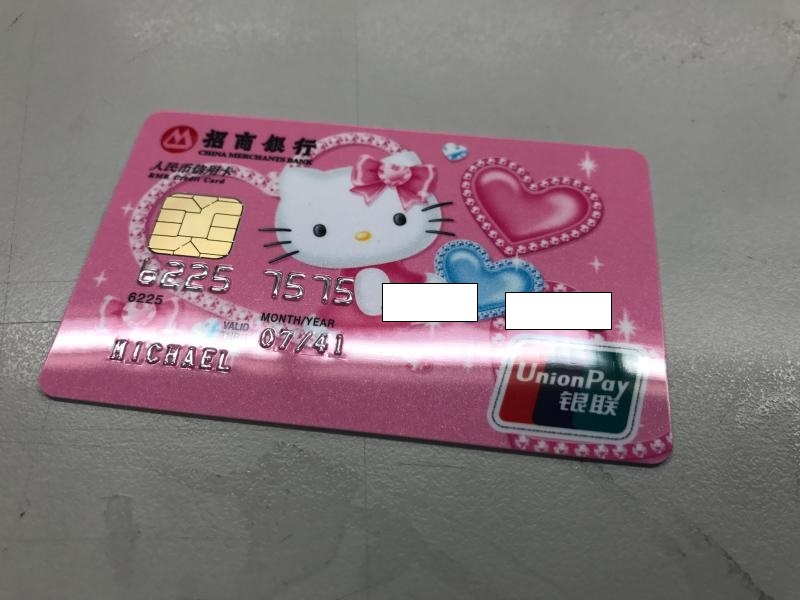 招商银行
CHINA MERCHANTS BANK
人民币信用卡
RMB Credit Card
6225 7575
6225
VALID THRU
MONTH/YEAR
07/41
MICHAEL
UnionPay
银联